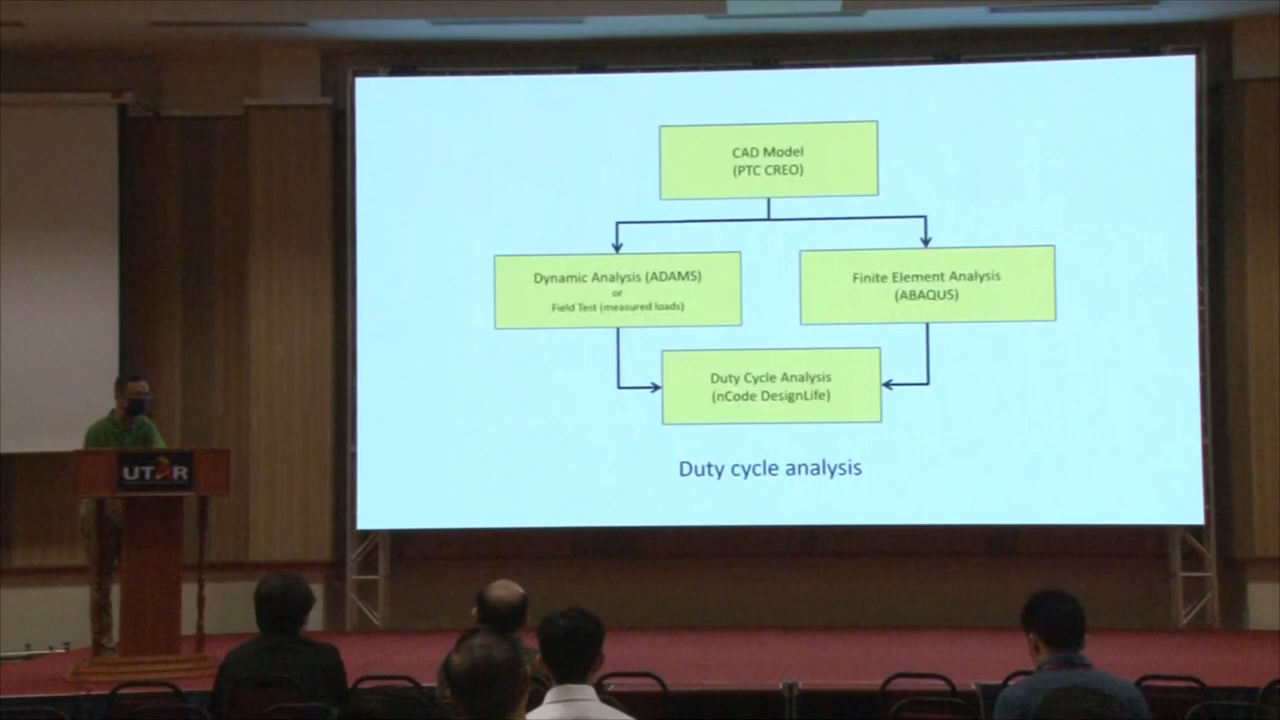 CAD Model
(PTC CREO)
Dynamic Analysis (ADAMS)
or
Field Test (measured loads)
Finite Element Analysis
(ABAQUS)
Duty Cycle Analysis
(nCode DesignLife)
Duty cycle analysis
UTAR